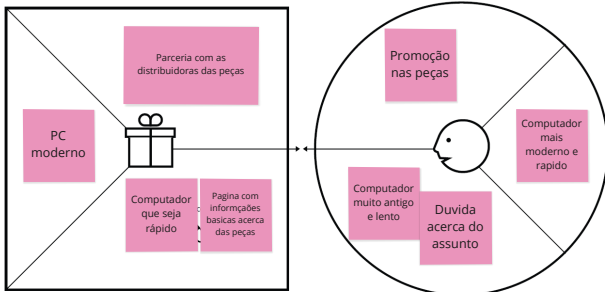 Parceria com as
distribuidoras das peças
PC
moderno
Computador
que seja
rápido
Pagina com
informções
basicas acerca
das peças
Promoção
nas peças
Computador
mais
moderno e
rapido
Computador
muito antigo
e lento
Duvida
acerca do
assunto